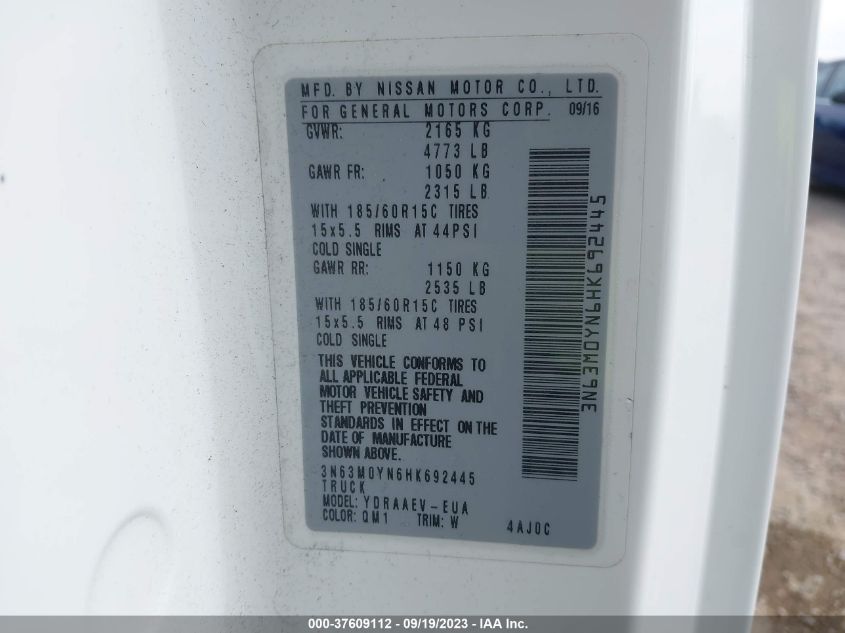 MFD. BY NISSAN MOTOR CO., LTD.
FOR GENERAL MOTORS CORP. 09/16
GVWR: 2165 KG
4773 LB
GAWR FR: 1050 KG
2315 LB
WITH 185/60R15C TIRES
15x5.5 RIMS AT 44PSI
COLD SINGLE
GAWR RR: 1150 KG
2535 LB
WITH 185/60R15C TIRES
15x5.5 RIMS AT 48 PSI
COLD SINGLE
THIS VEHICLE CONFORMS TO
ALL APPLICABLE FEDERAL
MOTOR VEHICLE SAFETY AND
THEFT PREVENTION
STANDARDS IN EFFECT ON THE
DATE OF MANUFACTURE
SHOWN ABOVE.
3N63M0YN6HK692445
TRUCK
MODEL: YDRAAEV-EUA
COLOR: QM1 TRIM: W 4AJ0C
3N63M0YN6HK692445
000-37609112 - 09/19/2023 - IAA Inc.